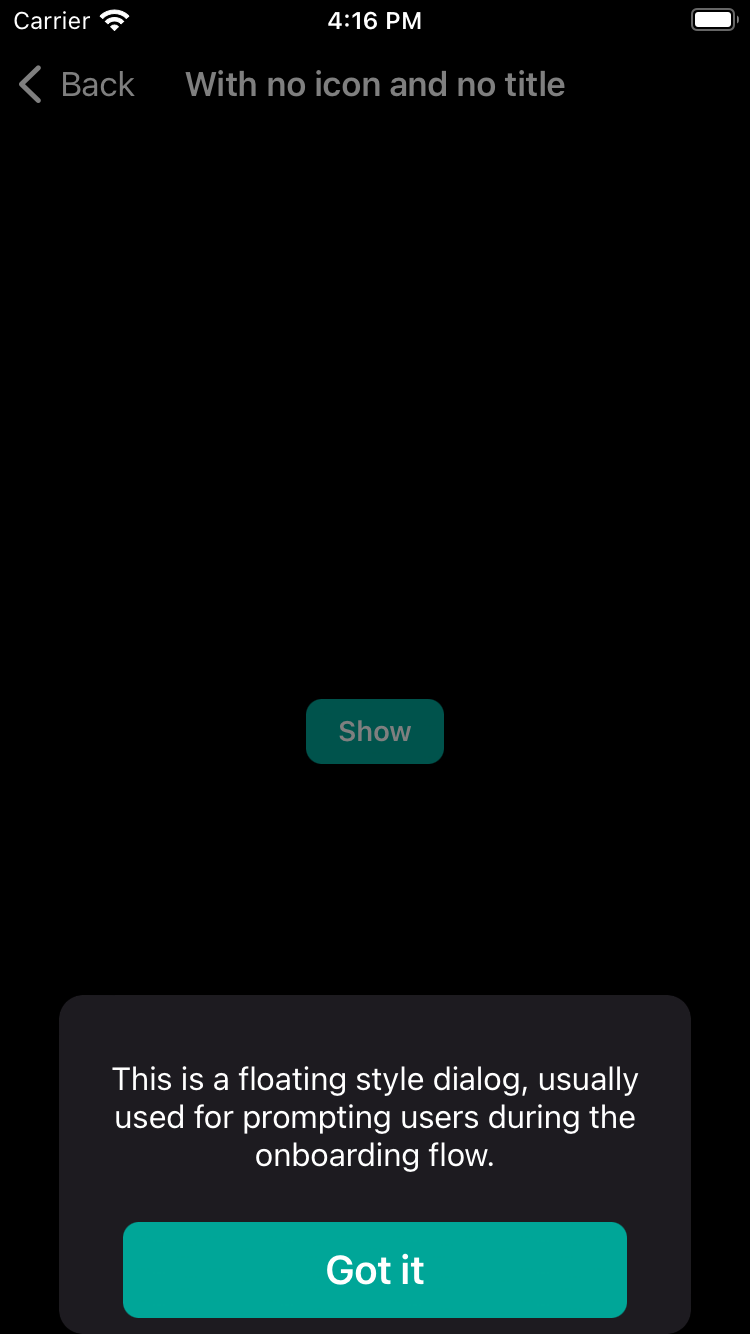 Carrier
4:16 PM
Back
With no icon and no title
Show
This is a floating style dialog, usually
used for prompting users during the
onboarding flow.
Got it